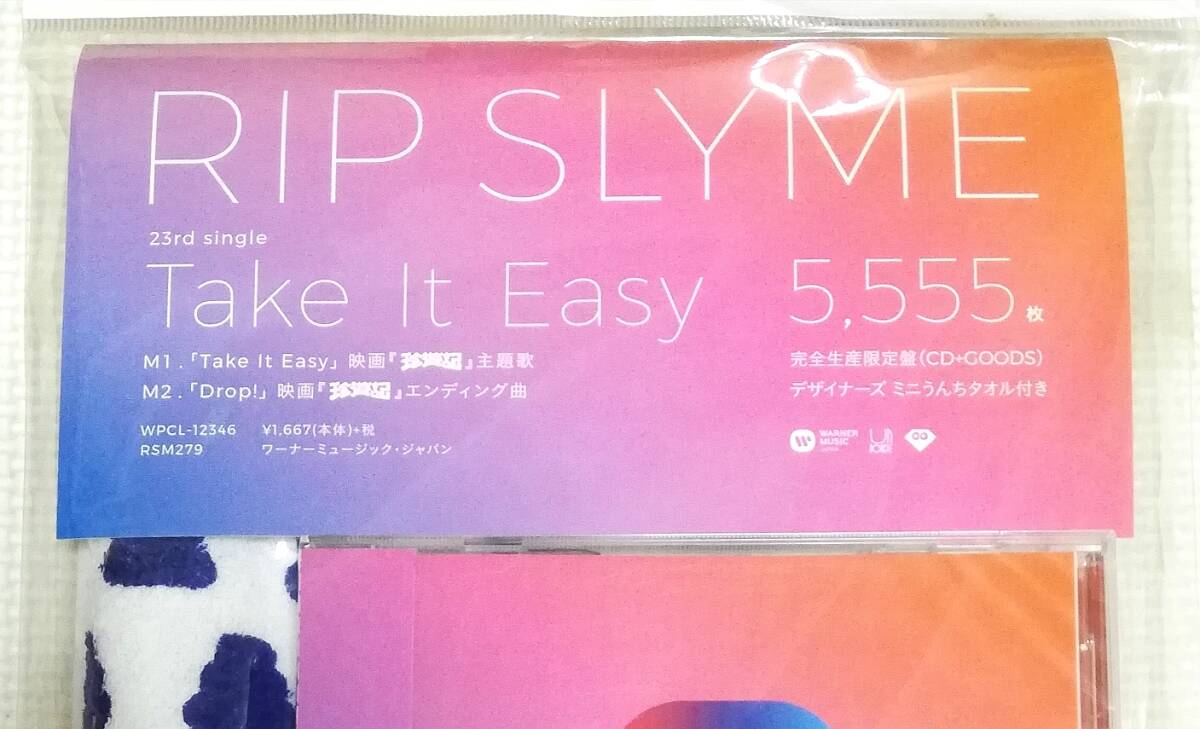 RIP SLYME
23rd single
Take It Easy 5,555枚
M1.「Take It Easy」映画『珍遊記』主題歌
M2.「Drop!」映画『珍遊記』エンディング曲
完全生産限定盤(CD+GOODS)
デザイナーズ ミニうんちタオル付き
WPCL-12346 ¥1,667(本体)+税
RSM279 ワーナーミュージック・ジャパン
WARNER MUSIC JAPAN